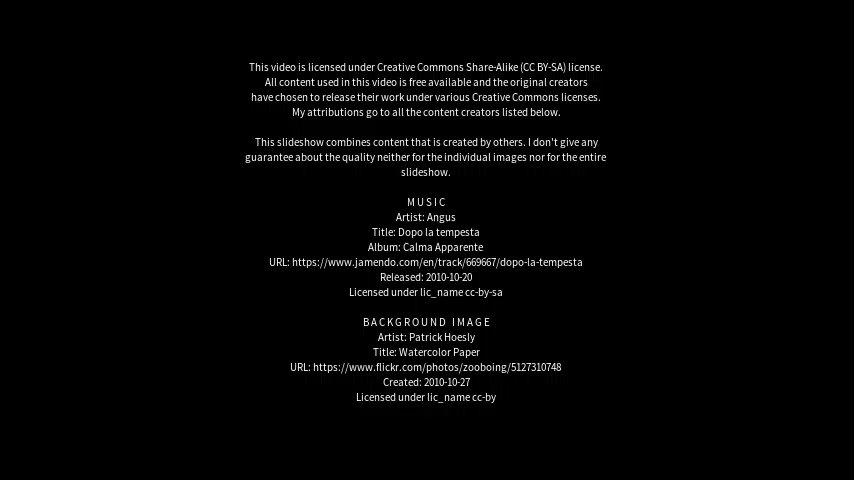 This video is licensed under Creative Commons Share-Alike (CC BY-SA) license.
All content used in this video is free available and the original creators
have chosen to release their work under various Creative Commons licenses.
My attributions go to all the content creators listed below.
This slideshow combines content that is created by others. I don't give any
guarantee about the quality neither for the individual images nor for the entire
slideshow.
MUSIC
Artist: Angus
Title: Dopo la tempesta
Album: Calma Apparente
URL: https://www.jamendo.com/en/track/669667/dopo-la-tempesta
Released: 2010-10-20
Licensed under lic_name cc-by-sa
BACKGROUND IMAGE
Artist: Patrick Hoesly
Title: Watercolor Paper
URL: https://www.flickr.com/photos/zooboing/5127310748
Created: 2010-10-27
Licensed under lic_name cc-by